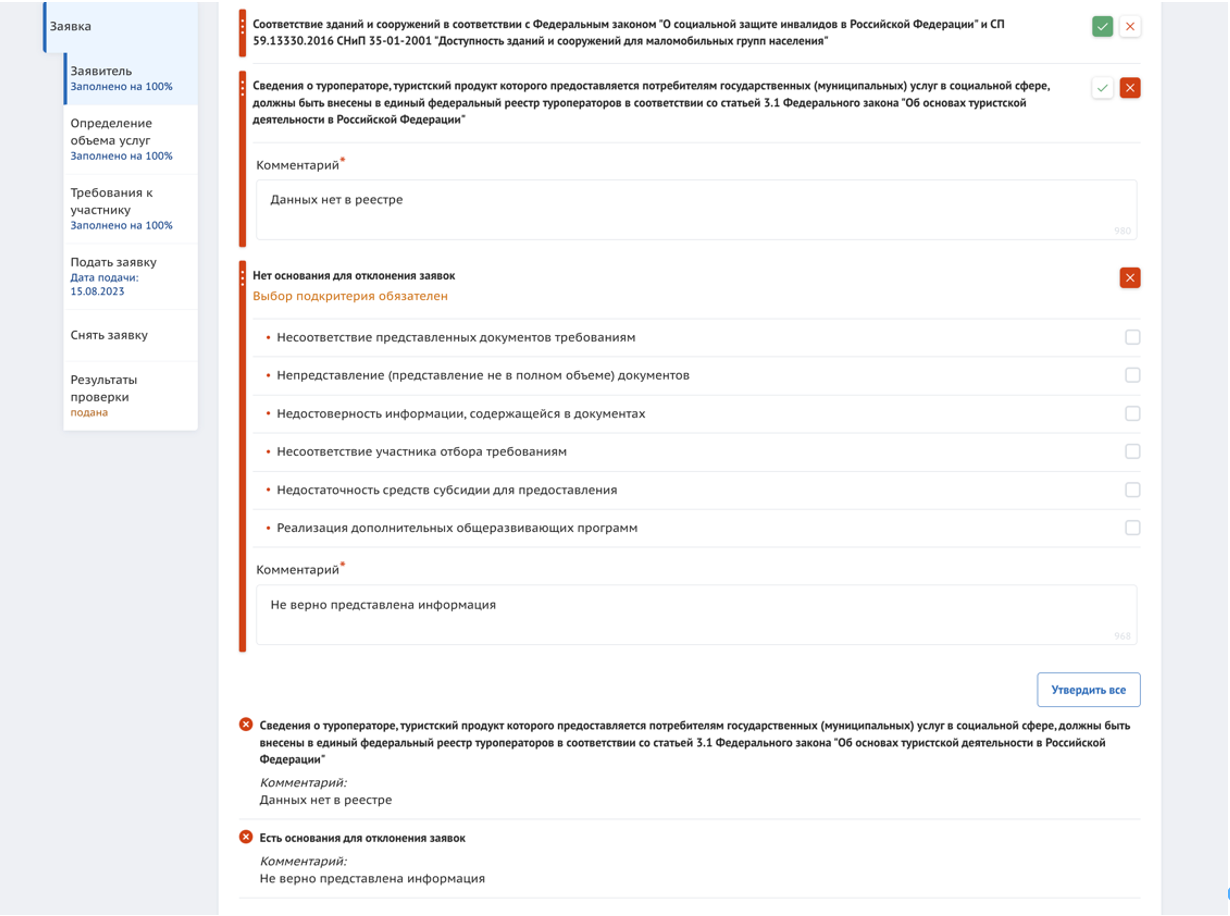 Заявка
Заявитель
Заполнено на 100%
Определение
объема услуг
Заполнено на 100%
Требования к
участнику
Заполнено на 100%
Подать заявку
Дата подачи:
15.08.2023
Снять заявку
Результаты
проверки
подана
Соответствие зданий и сооружений в соответствии с Федеральным законом "О социальной защите инвалидов в Российской Федерации" и СП
59.13330.2016 СНиП 35-01-2001 "Доступность зданий и сооружений для маломобильных групп населения"
Сведения о туроператоре, туристский продукт которого предоставляется потребителям государственных (муниципальных) услуг в социальной сфере,
должны быть внесены в единый федеральный реестр туроператоров в соответствии со статьей 3.1 Федерального закона "Об основах туристской
деятельности в Российской Федерации"
Комментарий*
Данных нет в реестре
980
Нет основания для отклонения заявок
Выбор подкритерия обязателен
• Несоответствие представленных документов требованиям
• Непредставление (представление не в полном объеме) документов
• Недостоверность информации, содержащейся в документах
• Несоответствие участника отбора требованиям
• Недостаточность средств субсидии для предоставления
• Реализация дополнительных общеразвивающих программ
Комментарий*
Не верно представлена информация
968
Утвердить все
Сведения о туроператоре, туристский продукт которого предоставляется потребителям государственных (муниципальных) услуг в социальной сфере, должны быть
внесены в единый федеральный реестр туроператоров в соответствии со статьей 3.1 Федерального закона "Об основах туристской деятельности в Российской
Федерации"
Комментарий:
Данных нет в реестре
Есть основания для отклонения заявок
Комментарий:
Не верно представлена информация